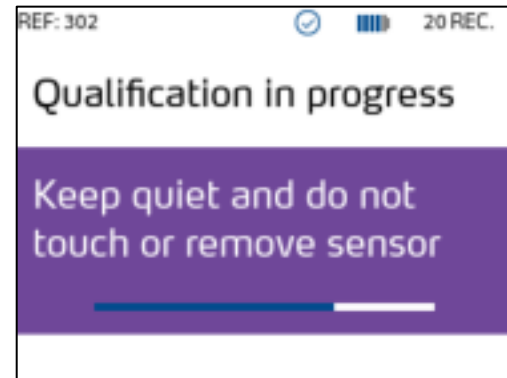 REF: 302 20 REC.
Qualification in progress
Keep quiet and do not
touch or remove sensor